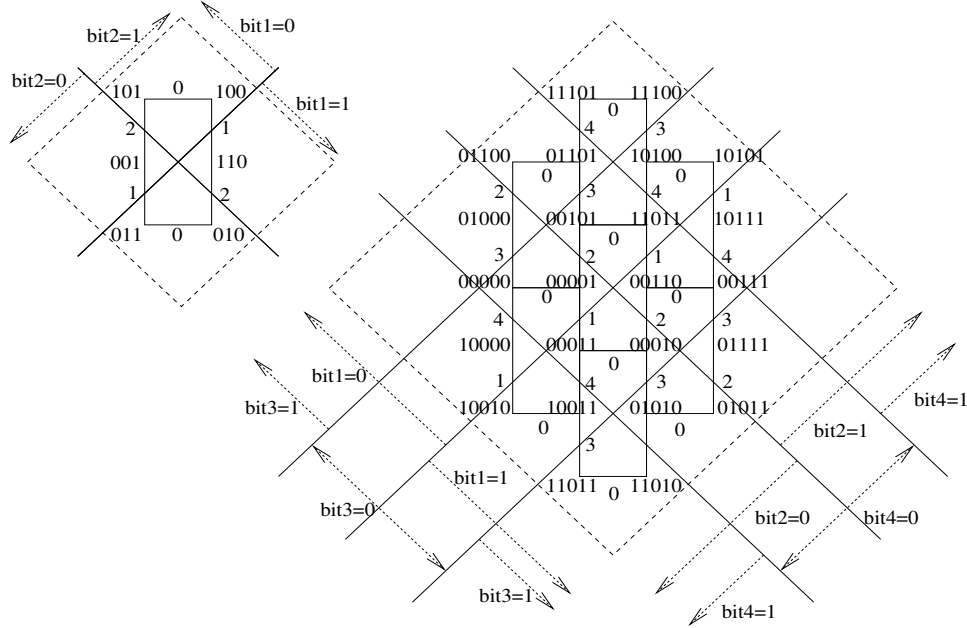 bit2=1 bit1=0
bit2=0 101 0 100 bit1=1
2 1
001 110
1 2
011 0 010
11101 11100
0
4 3
01100 01101 10100 10101
0 0
2 3 4 1
01000 00101 11011 10111
0
3 2 1 4
00000 00001 00110 00111
0 0
4 1 2 3
10000 00011 00010 01111
0
bit1=0
1 4 3 2
bit3=1 10010 10011 01010 01011 bit4=1
0 0
3 bit2=1
bit1=1
11011 0 11010
bit3=0 bit2=0 bit4=0
bit3=1 bit4=1